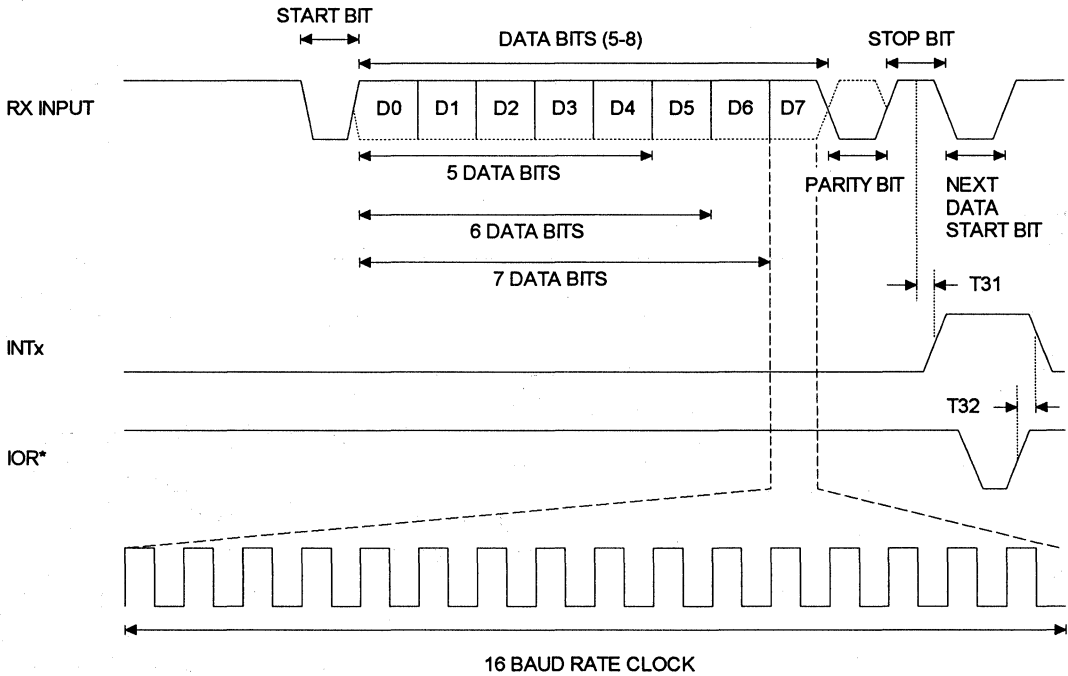 START BIT
DATA BITS (5-8)
STOP BIT
RX INPUT
D0 D1 D2 D3 D4 D5 D6 D7
5 DATA BITS
PARITY BIT
NEXT
DATA
START BIT
6 DATA BITS
7 DATA BITS
T31
INTx
T32
IOR*
16 BAUD RATE CLOCK